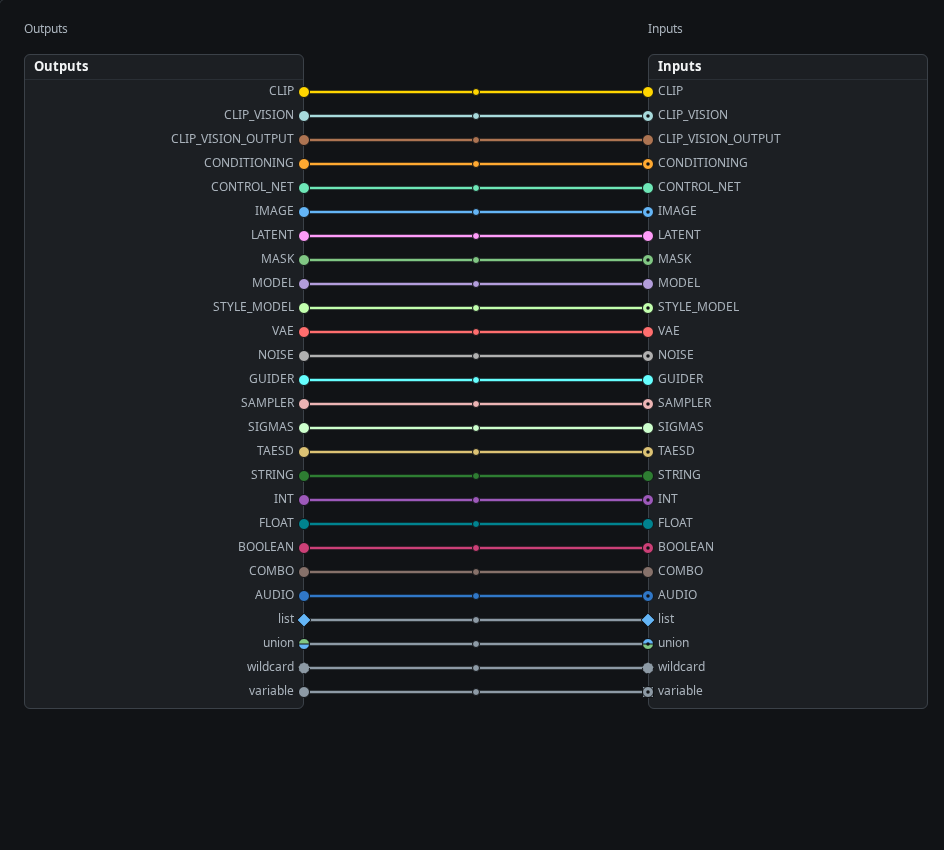 Outputs Inputs
Outputs Inputs
CLIP CLIP
CLIP_VISION CLIP_VISION
CLIP_VISION_OUTPUT CLIP_VISION_OUTPUT
CONDITIONING CONDITIONING
CONTROL_NET CONTROL_NET
IMAGE IMAGE
LATENT LATENT
MASK MASK
MODEL MODEL
STYLE_MODEL STYLE_MODEL
VAE VAE
NOISE NOISE
GUIDER GUIDER
SAMPLER SAMPLER
SIGMAS SIGMAS
TAESD TAESD
STRING STRING
INT INT
FLOAT FLOAT
BOOLEAN BOOLEAN
COMBO COMBO
AUDIO AUDIO
list list
union union
wildcard wildcard
variable variable